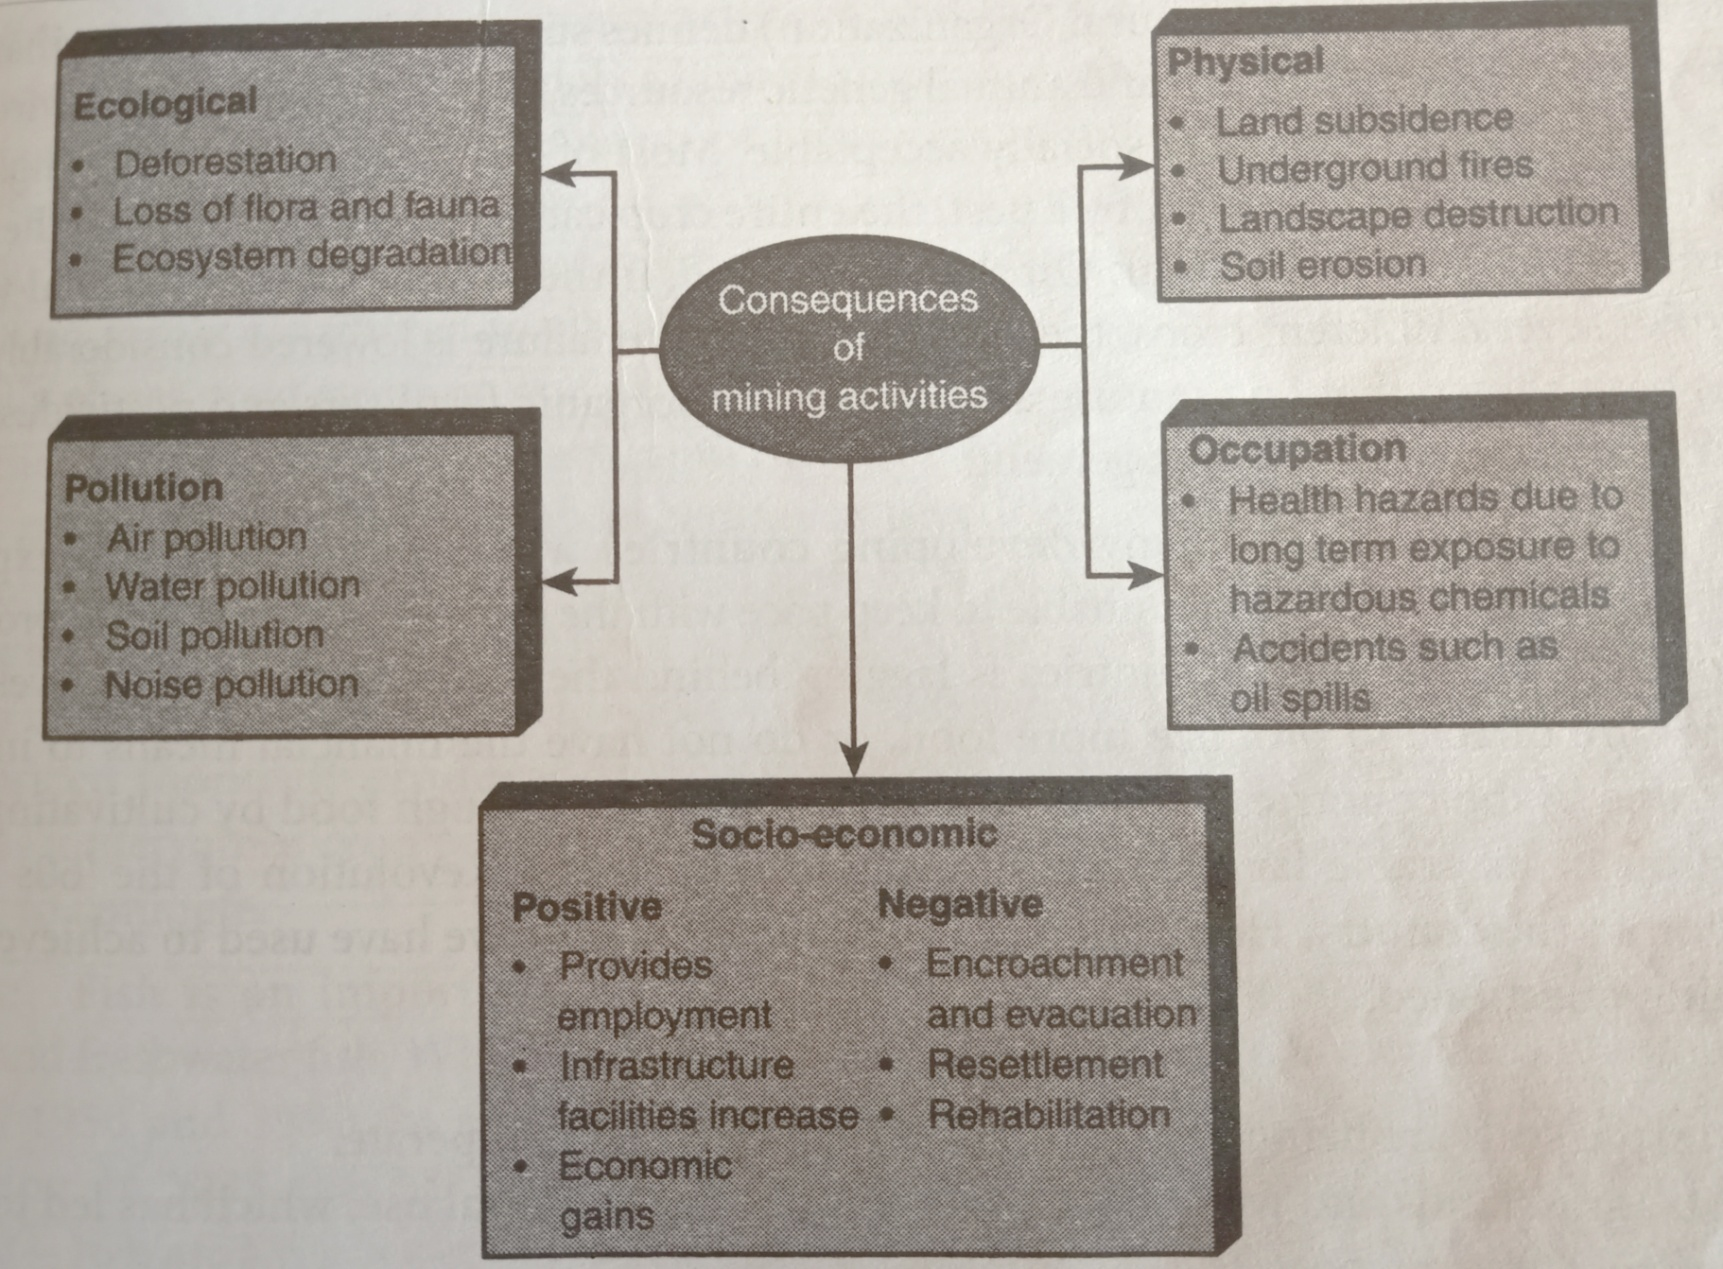 Ecological
• Deforestation
• Loss of flora and fauna
• Ecosystem degradation
Physical
• Land subsidence
• Underground fires
• Landscape destruction
• Soil erosion
Consequences
of
mining activities
Pollution
• Air pollution
• Water pollution
• Soil pollution
• Noise pollution
Occupation
• Health hazards due to
long term exposure to
hazardous chemicals
• Accidents such as
oil spills
Socio-economic
Positive
• Provides
employment
• Infrastructure
facilities increase
• Economic
gains
Negative
• Encroachment
and evacuation
• Resettlement
• Rehabilitation